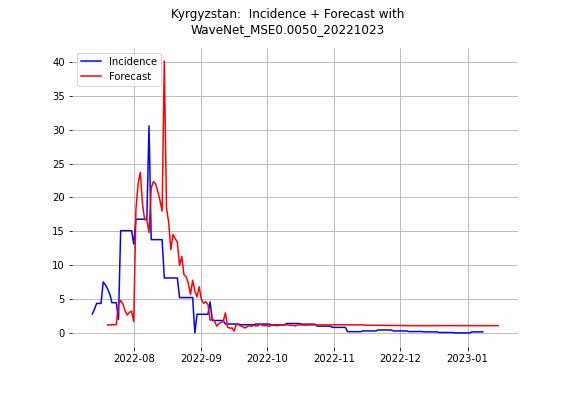 Kyrgyzstan:  Incidence + Forecast with
WaveNet_MSE0.0050_20221023
Incidence
Forecast
40
35
30
25
20
15
10
5
0
2022-08 2022-09 2022-10 2022-11 2022-12 2023-01